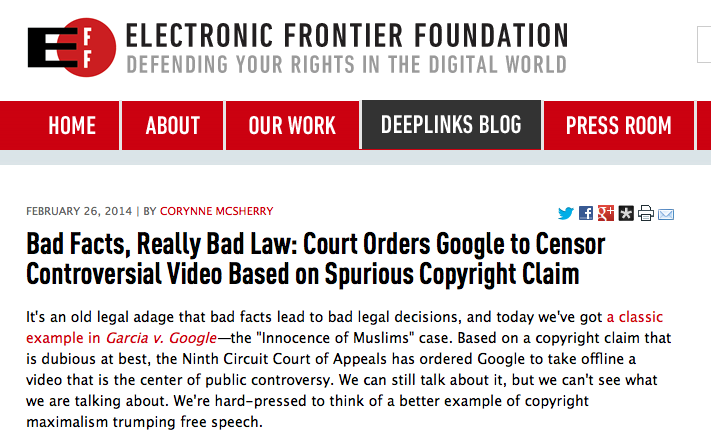 EFF ELECTRONIC FRONTIER FOUNDATION
DEFENDING YOUR RIGHTS IN THE DIGITAL WORLD
HOME ABOUT OUR WORK DEEPLINKS BLOG PRESS ROOM
FEBRUARY 26, 2014 | BY CORYNNE MCSHERRY
Bad Facts, Really Bad Law: Court Orders Google to Censor
Controversial Video Based on Spurious Copyright Claim
It's an old legal adage that bad facts lead to bad legal decisions, and today we've got a classic
example in Garcia v. Google—the "Innocence of Muslims" case. Based on a copyright claim that
is dubious at best, the Ninth Circuit Court of Appeals has ordered Google to take offline a
video that is the center of public controversy. We can still talk about it, but we can't see what
we are talking about. We're hard-pressed to think of a better example of copyright
maximalism trumping free speech.